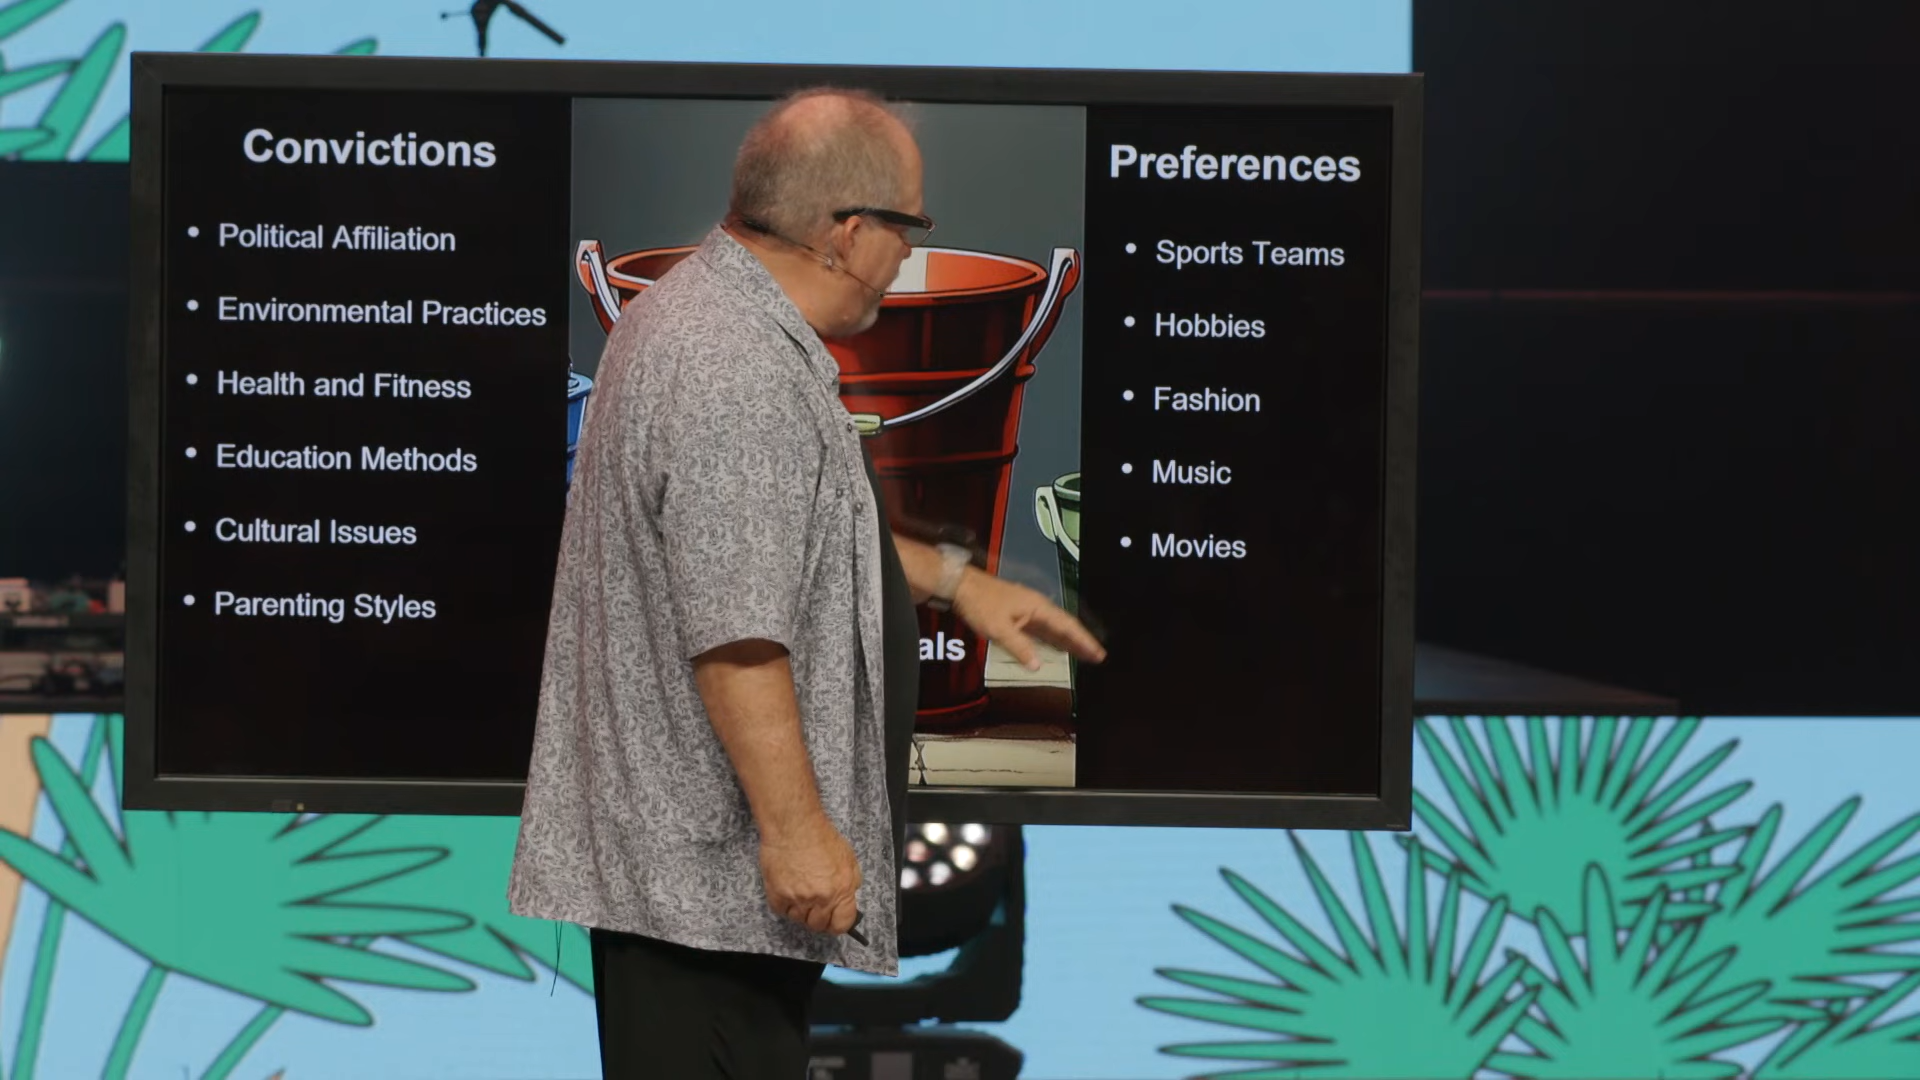 Convictions
• Political Affiliation
• Environmental Practices
• Health and Fitness
• Education Methods
• Cultural Issues
• Parenting Styles
als
Preferences
• Sports Teams
• Hobbies
• Fashion
• Music
• Movies